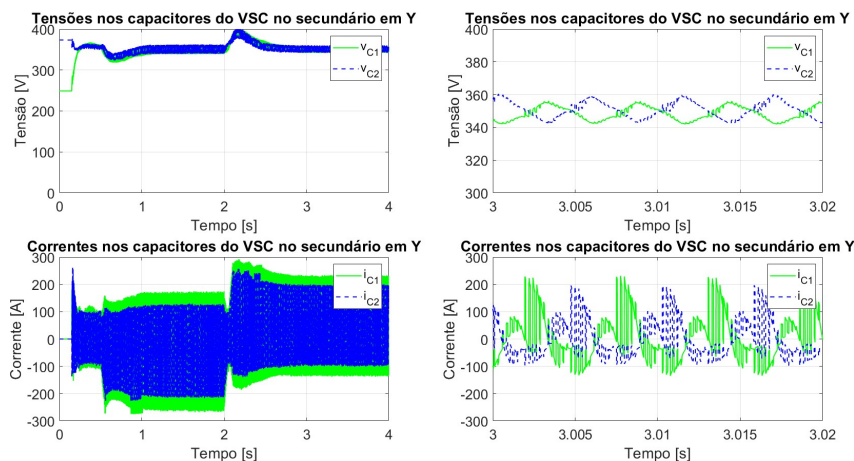 Tensões nos capacitores do VSC no secundário em Y
400
300
200
100
0
Tensão [V]
v_C1
v_C2
0
1
2
3
4
Tempo [s]
Tensões nos capacitores do VSC no secundário em Y
400
380
360
340
320
300
Tensão [V]
v_C1
v_C2
3
3.005
3.01
3.015
3.02
Tempo [s]
Correntes nos capacitores do VSC no secundário em Y
300
200
100
0
-100
-200
-300
Corrente [A]
i_C1
i_C2
0
1
2
3
4
Tempo [s]
Correntes nos capacitores do VSC no secundário em Y
300
200
100
0
-100
-200
-300
Corrente [A]
i_C1
i_C2
3
3.005
3.01
3.015
3.02
Tempo [s]